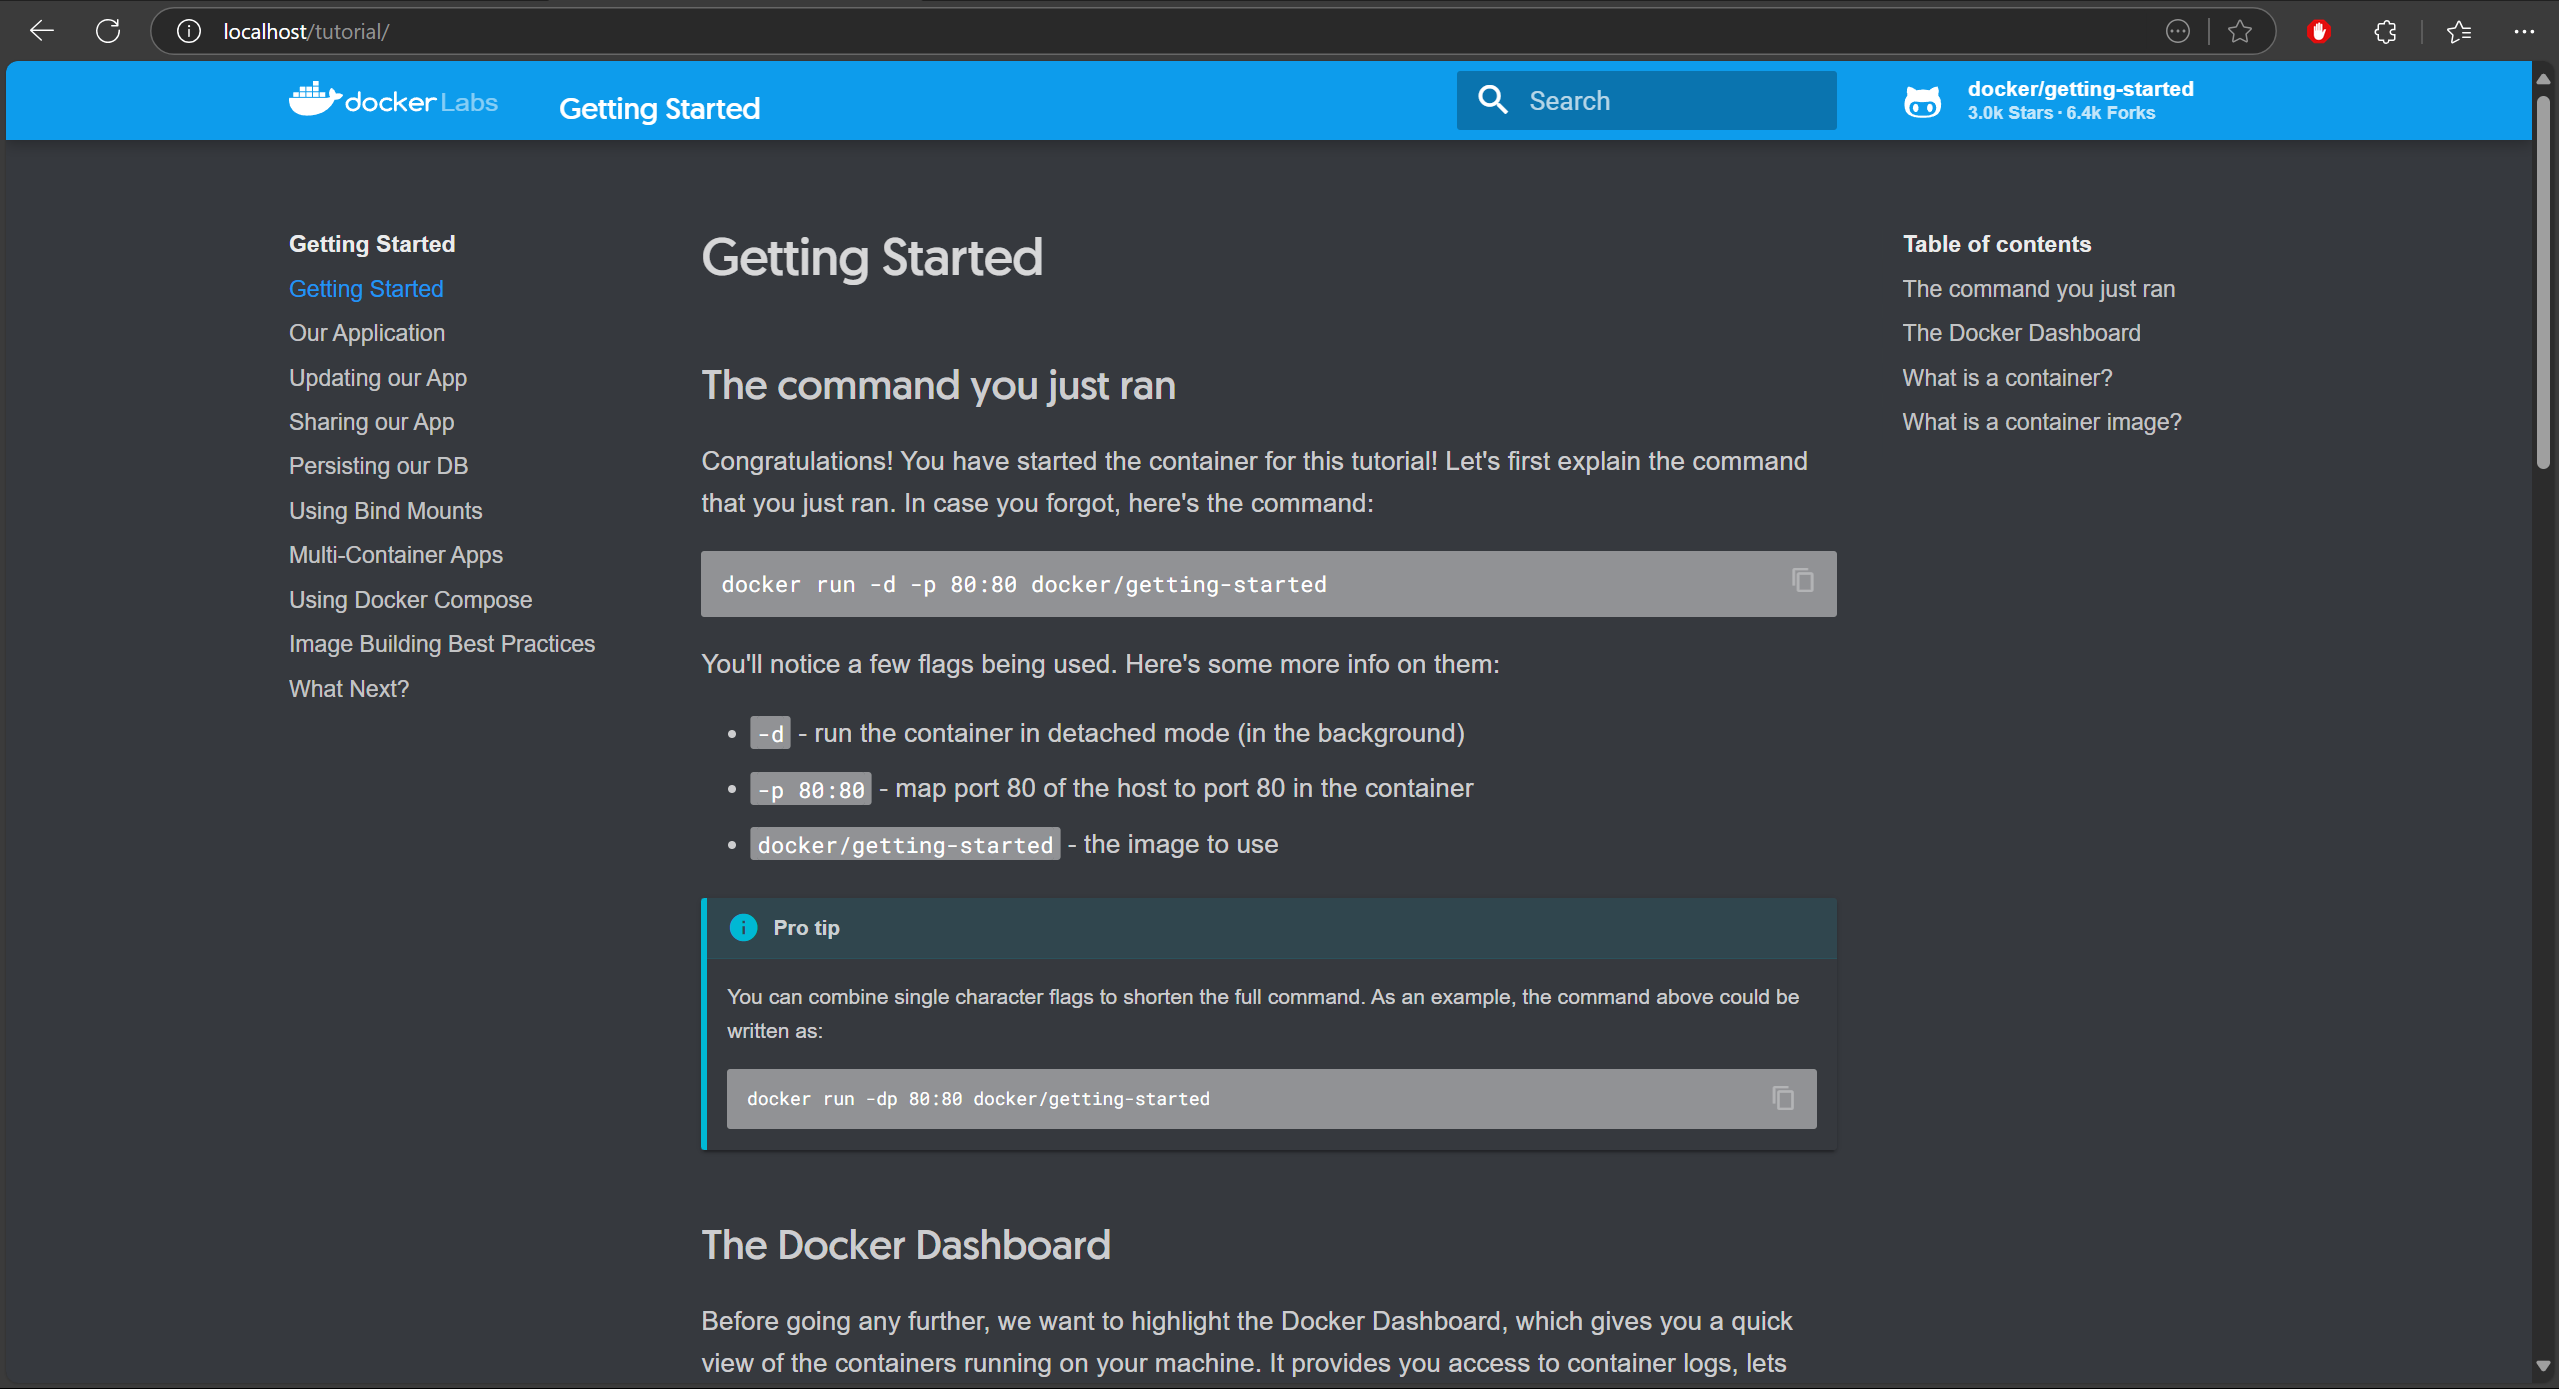 localhost/tutorial/
docker Labs
Getting Started
Search
docker/getting-started
3.0k Stars · 6.4k Forks
Getting Started
Getting Started
Our Application
Updating our App
Sharing our App
Persisting our DB
Using Bind Mounts
Multi-Container Apps
Using Docker Compose
Image Building Best Practices
What Next?
Getting Started
The command you just ran
Congratulations! You have started the container for this tutorial! Let's first explain the command
that you just ran. In case you forgot, here's the command:
docker run -d -p 80:80 docker/getting-started
You'll notice a few flags being used. Here's some more info on them:
• -d - run the container in detached mode (in the background)
• -p 80:80 - map port 80 of the host to port 80 in the container
• docker/getting-started - the image to use
Pro tip
You can combine single character flags to shorten the full command. As an example, the command above could be
written as:
docker run -dp 80:80 docker/getting-started
The Docker Dashboard
Before going any further, we want to highlight the Docker Dashboard, which gives you a quick
view of the containers running on your machine. It provides you access to container logs, lets
Table of contents
The command you just ran
The Docker Dashboard
What is a container?
What is a container image?